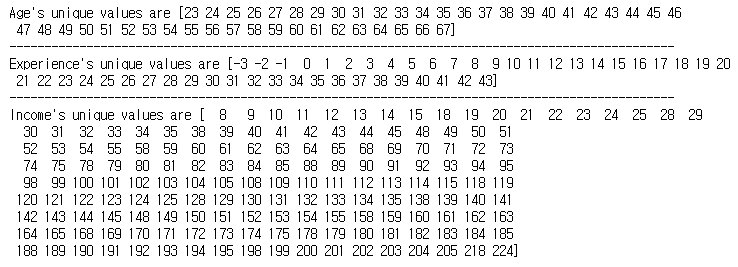 Age's unique values are [23 24 25 26 27 28 29 30 31 32 33 34 35 36 37 38 39 40 41 42 43 44 45 46
47 48 49 50 51 52 53 54 55 56 57 58 59 60 61 62 63 64 65 66 67]
Experience's unique values are [-3 -2 -1 0 1 2 3 4 5 6 7 8 9 10 11 12 13 14 15 16 17 18 19 20
21 22 23 24 25 26 27 28 29 30 31 32 33 34 35 36 37 38 39 40 41 42 43]
Income's unique values are [ 8 9 10 11 12 13 14 15 18 19 20 21 22 23 24 25 28 29
30 31 32 33 34 35 38 39 40 41 42 43 44 45 48 49 50 51
52 53 54 55 58 59 60 61 62 63 64 65 68 69 70 71 72 73
74 75 78 79 80 81 82 83 84 85 88 89 90 91 92 93 94 95
98 99 100 101 102 103 104 105 108 109 110 111 112 113 114 115 118 119
120 121 122 123 124 125 128 129 130 131 132 133 134 135 138 139 140 141
142 143 144 145 148 149 150 151 152 153 154 155 158 159 160 161 162 163
164 165 168 169 170 171 172 173 174 175 178 179 180 181 182 183 184 185
188 189 190 191 192 193 194 195 198 199 200 201 202 203 204 205 218 224]